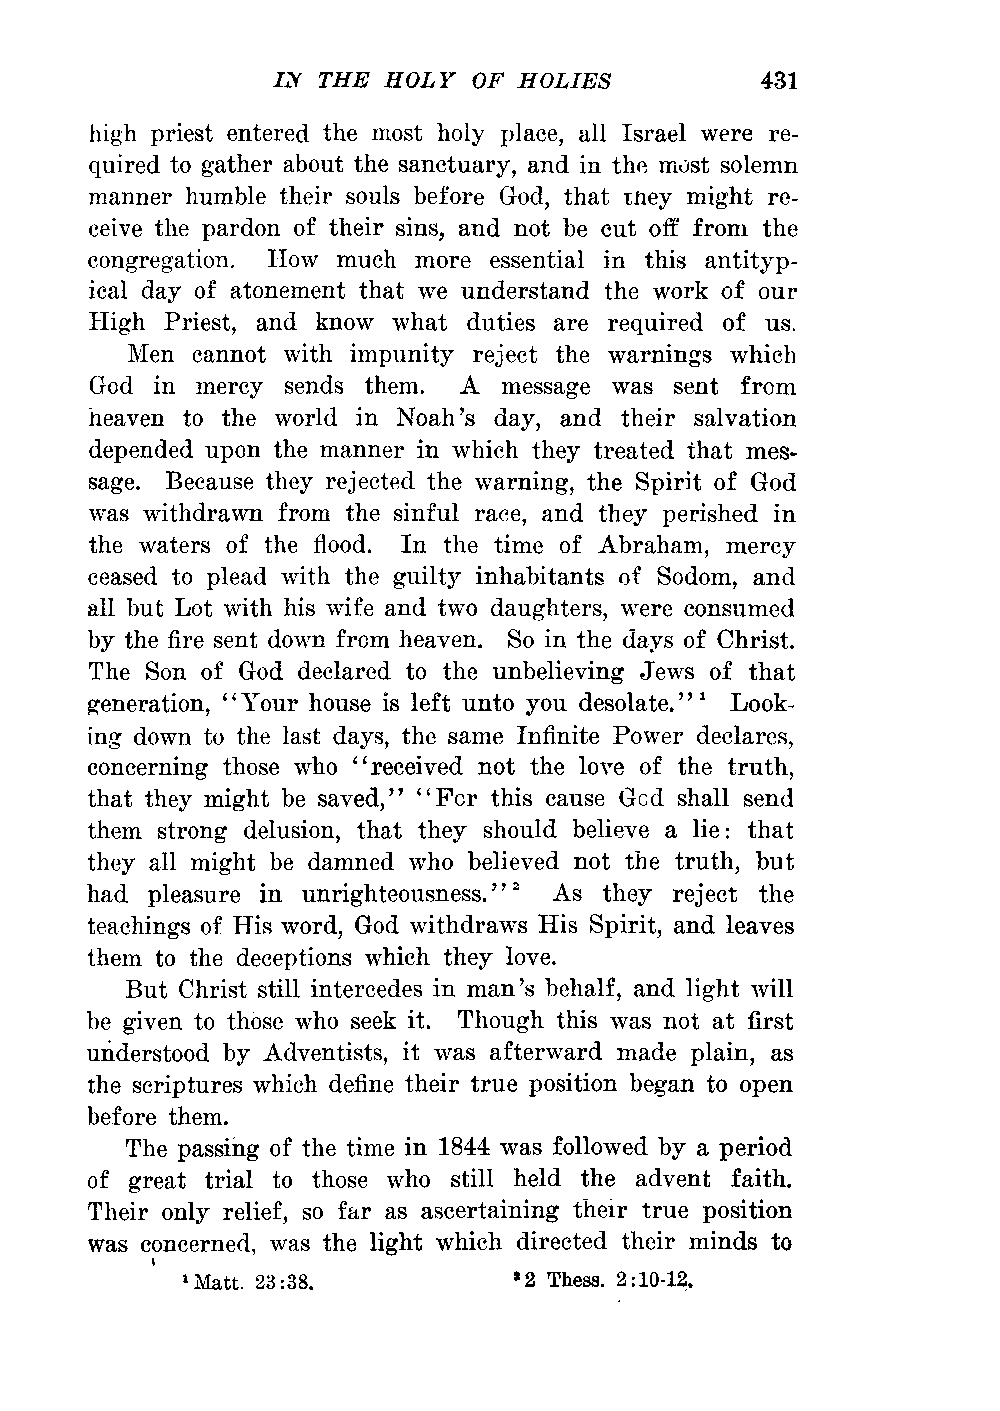 IN THE HOLY OF HOLIES 431
high priest entered the most holy place, all Israel were re-
quired to gather about the sanctuary, and in the most solemn
manner humble their souls before God, that they might re-
ceive the pardon of their sins, and not be cut off from the
congregation. How much more essential in this antityp-
ical day of atonement that we understand the work of our
High Priest, and know what duties are required of us.
Men cannot with impunity reject the warnings which
God in mercy sends them. A message was sent from
heaven to the world in Noah's day, and their salvation
depended upon the manner in which they treated that mes-
sage. Because they rejected the warning, the Spirit of God
was withdrawn from the sinful race, and they perished in
the waters of the flood. In the time of Abraham, mercy
ceased to plead with the guilty inhabitants of Sodom, and
all but Lot with his wife and two daughters, were consumed
by the fire sent down from heaven. So in the days of Christ.
The Son of God declared to the unbelieving Jews of that
generation, "Your house is left unto you desolate." ¹ Look-
ing down to the last days, the same Infinite Power declares,
concerning those who "received not the love of the truth,
that they might be saved," "For this cause God shall send
them strong delusion, that they should believe a lie: that
they all might be damned who believed not the truth, but
had pleasure in unrighteousness." ² As they reject the
teachings of His word, God withdraws His Spirit, and leaves
them to the deceptions which they love.
But Christ still intercedes in man's behalf, and light will
be given to those who seek it. Though this was not at first
understood by Adventists, it was afterward made plain, as
the scriptures which define their true position began to open
before them.
The passing of the time in 1844 was followed by a period
of great trial to those who still held the advent faith.
Their only relief, so far as ascertaining their true position
was concerned, was the light which directed their minds to
¹ Matt. 23:38. ² 2 Thess. 2:10-12.